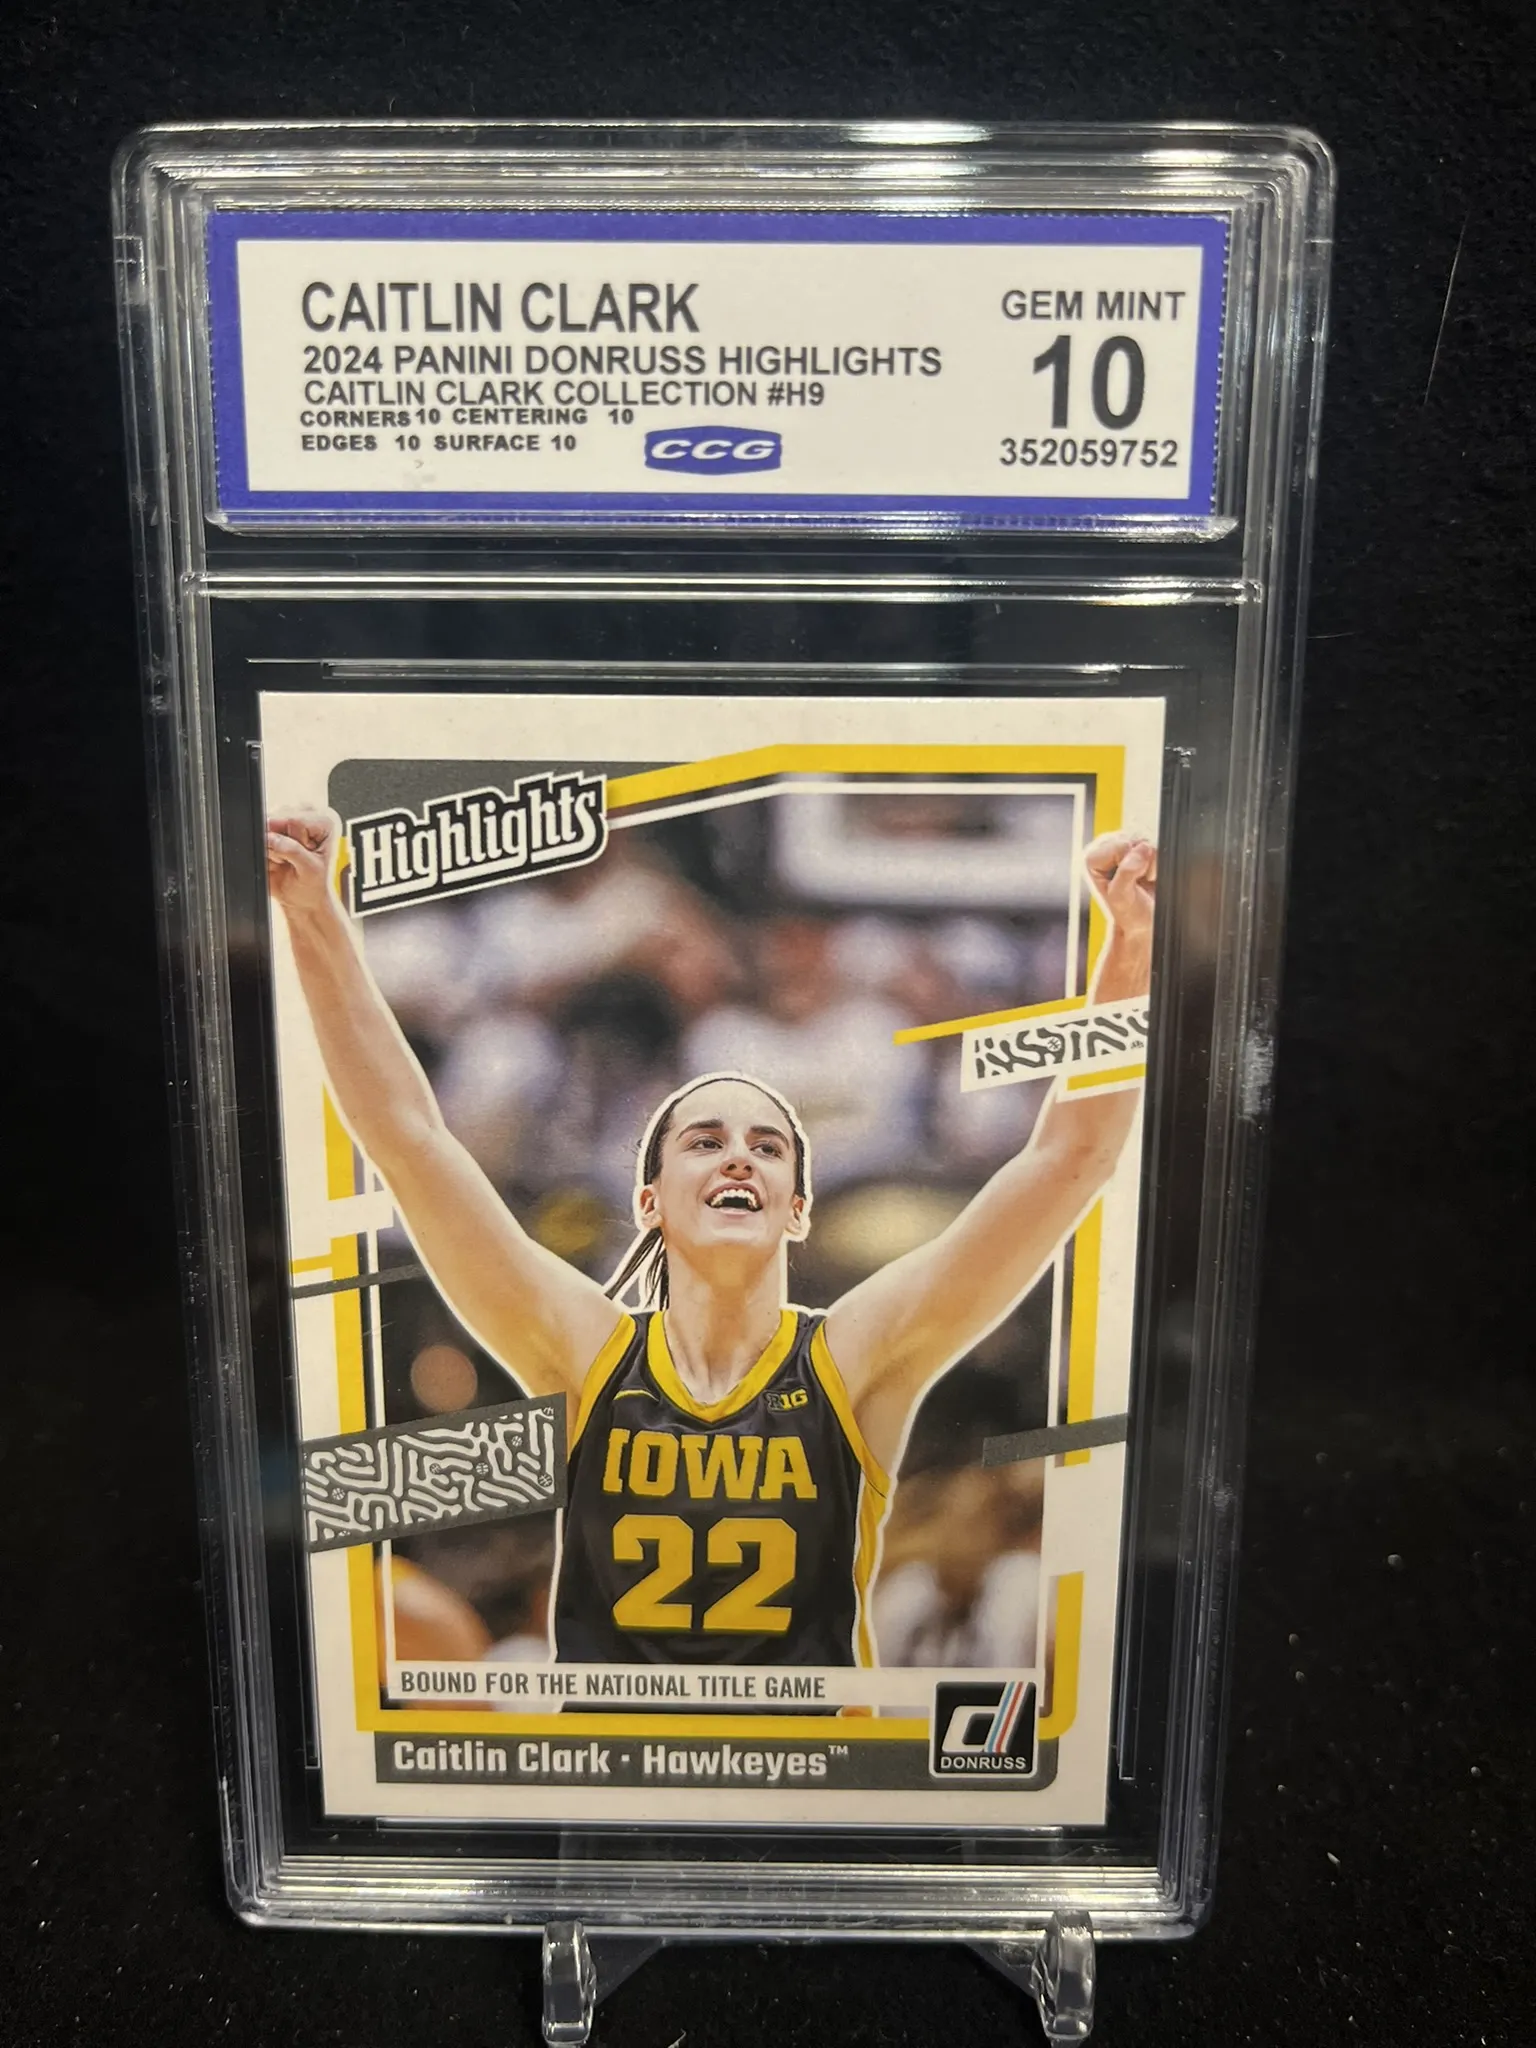 CAITLIN CLARK
2024 PANINI DONRUSS HIGHLIGHTS
CAITLIN CLARK COLLECTION #H9
CORNERS 10 CENTERING 10
EDGES 10 SURFACE 10
CCG
GEM MINT
10
352059752
Highlights
B1G
IOWA
22
BOUND FOR THE NATIONAL TITLE GAME
Caitlin Clark · Hawkeyes™
d
DONRUSS